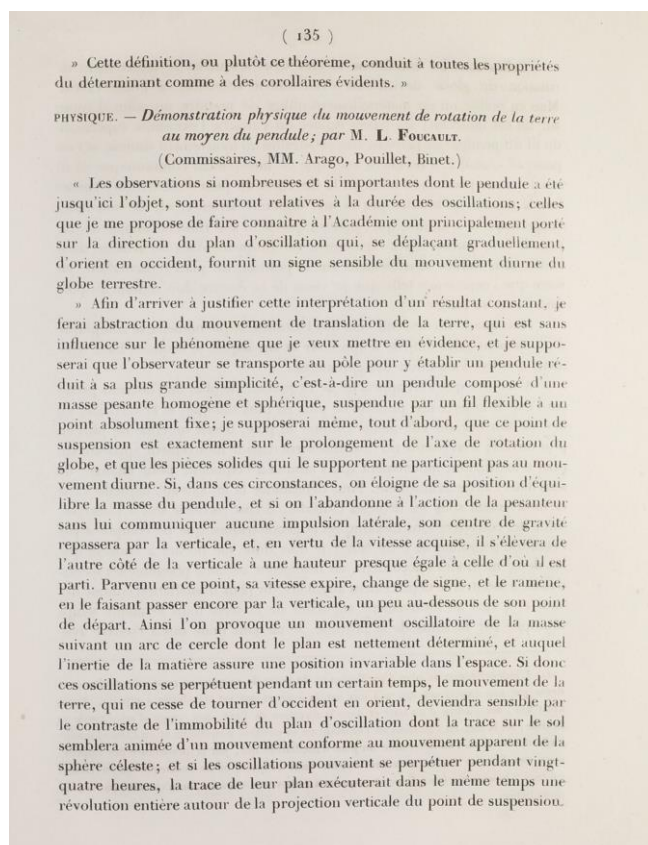 ( 135 )
» Cette définition, ou plutôt ce théorème, conduit à toutes les propriétés
du déterminant comme à des corollaires évidents. »
PHYSIQUE. — Démonstration physique du mouvement de rotation de la terre
au moyen du pendule; par M. L. FOUCAULT.
(Commissaires, MM. Arago, Pouillet, Binet.)
« Les observations si nombreuses et si importantes dont le pendule a été
jusqu'ici l'objet, sont surtout relatives à la durée des oscillations; celles
que je me propose de faire connaître à l'Académie ont principalement porté
sur la direction du plan d'oscillation qui, se déplaçant graduellement,
d'orient en occident, fournit un signe sensible du mouvement diurne du
globe terrestre.
» Afin d'arriver à justifier cette interprétation d'un résultat constant, je
ferai abstraction du mouvement de translation de la terre, qui est sans
influence sur le phénomène que je veux mettre en évidence, et je suppo-
serai que l'observateur se transporte au pôle pour y établir un pendule ré-
duit à sa plus grande simplicité, c'est-à-dire un pendule composé d'une
masse pesante homogène et sphérique, suspendue par un fil flexible à un
point absolument fixe; je supposerai même, tout d'abord, que ce point de
suspension est exactement sur le prolongement de l'axe de rotation du
globe, et que les pièces solides qui le supportent ne participent pas au mou-
vement diurne. Si, dans ces circonstances, on éloigne de sa position d'équi-
libre la masse du pendule, et si on l'abandonne à l'action de la pesanteur
sans lui communiquer aucune impulsion latérale, son centre de gravité
repassera par la verticale, et, en vertu de la vitesse acquise, il s'élèvera de
l'autre côté de la verticale à une hauteur presque égale à celle d'où il est
parti. Parvenu en ce point, sa vitesse expire, change de signe, et le ramène,
en le faisant passer encore par la verticale, un peu au-dessous de son point
de départ. Ainsi l'on provoque un mouvement oscillatoire de la masse
suivant un arc de cercle dont le plan est nettement déterminé, et auquel
l'inertie de la matière assure une position invariable dans l'espace. Si donc
ces oscillations se perpétuent pendant un certain temps, le mouvement de la
terre, qui ne cesse de tourner d'occident en orient, deviendra sensible par
le contraste de l'immobilité du plan d'oscillation dont la trace sur le sol
semblera animée d'un mouvement conforme au mouvement apparent de la
sphère céleste; et si les oscillations pouvaient se perpétuer pendant vingt-
quatre heures, la trace de leur plan exécuterait dans le même temps une
révolution entière autour de la projection verticale du point de suspension.